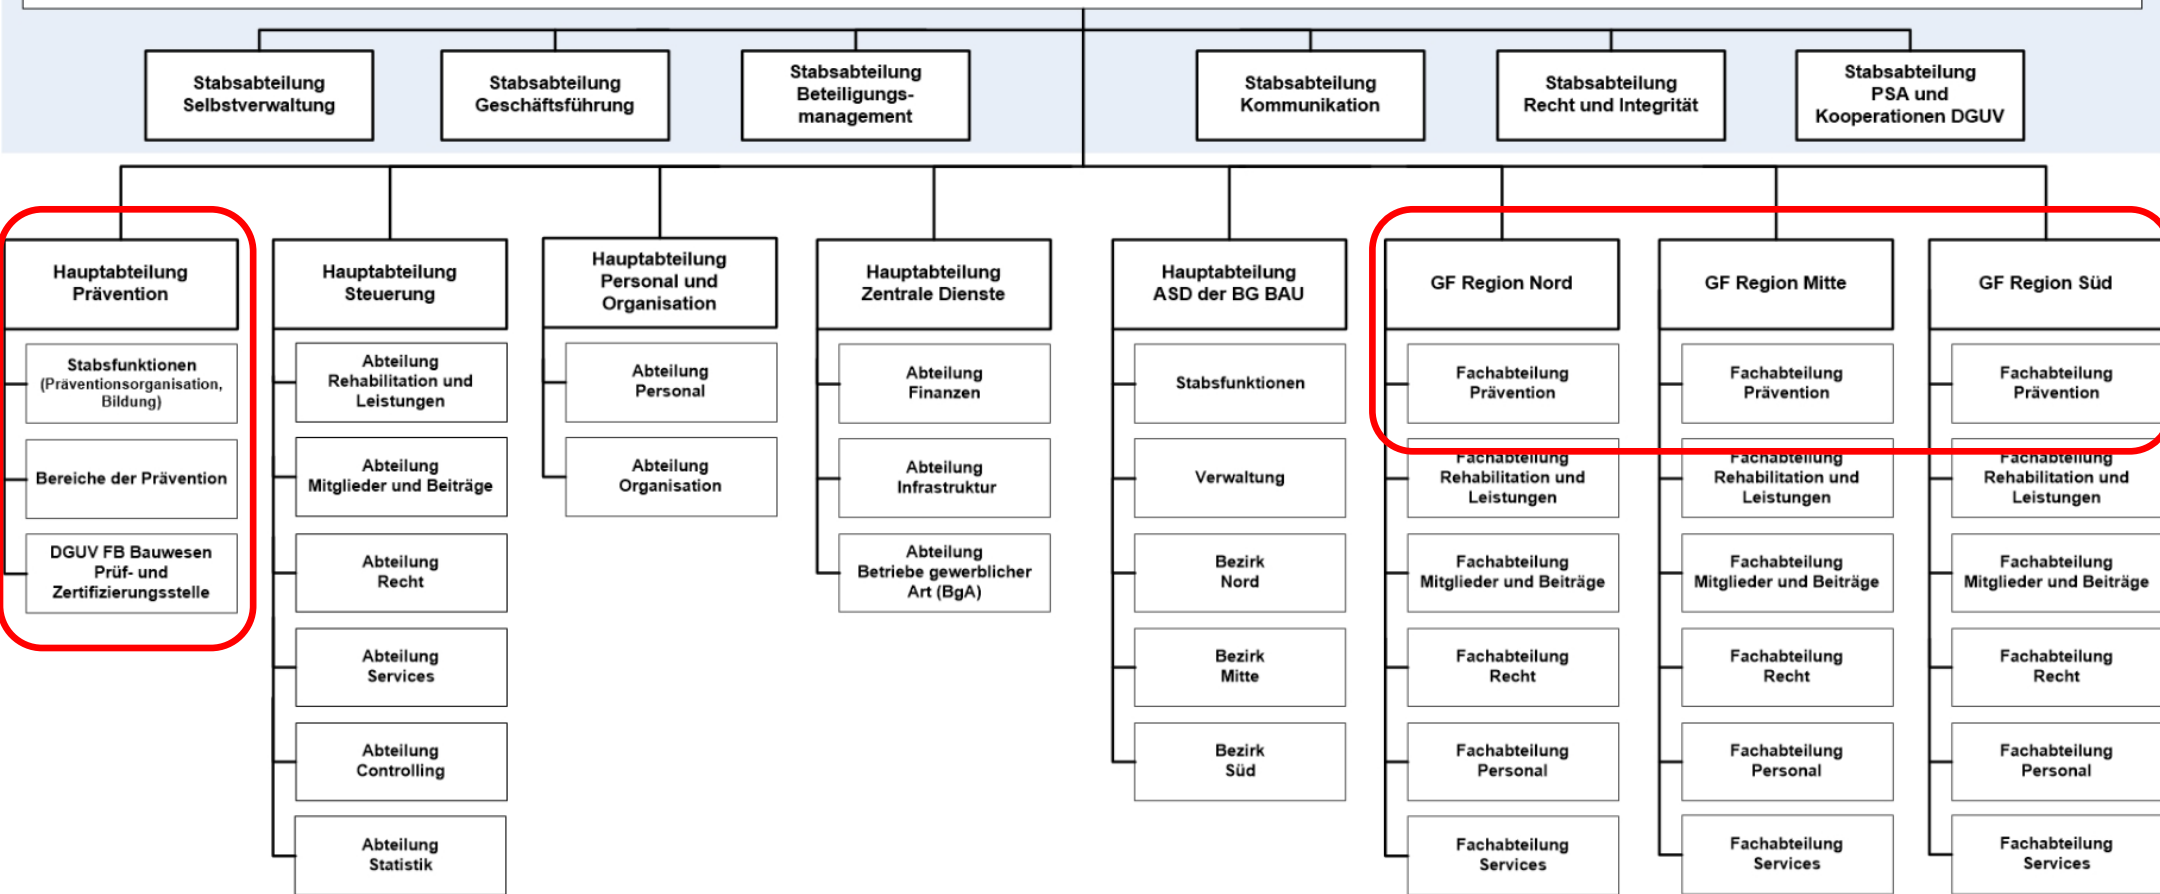 Stabsabteilung
Selbstverwaltung
Stabsabteilung
Geschäftsführung
Stabsabteilung
Beteiligungs-
management
Stabsabteilung
Kommunikation
Stabsabteilung
Recht und Integrität
Stabsabteilung
PSA und
Kooperationen DGUV
Hauptabteilung
Prävention
Stabsfunktionen
(Präventionsorganisation,
Bildung)
Bereiche der Prävention
DGUV FB Bauwesen
Prüf- und
Zertifizierungsstelle
Hauptabteilung
Steuerung
Abteilung
Rehabilitation und
Leistungen
Abteilung
Mitglieder und Beiträge
Abteilung
Recht
Abteilung
Services
Abteilung
Controlling
Abteilung
Statistik
Hauptabteilung
Personal und
Organisation
Abteilung
Personal
Abteilung
Organisation
Hauptabteilung
Zentrale Dienste
Abteilung
Finanzen
Abteilung
Infrastruktur
Abteilung
Betriebe gewerblicher
Art (BgA)
Hauptabteilung
ASD der BG BAU
Stabsfunktionen
Verwaltung
Bezirk
Nord
Bezirk
Mitte
Bezirk
Süd
GF Region Nord
Fachabteilung
Prävention
Fachabteilung
Rehabilitation und
Leistungen
Fachabteilung
Mitglieder und Beiträge
Fachabteilung
Recht
Fachabteilung
Personal
Fachabteilung
Services
GF Region Mitte
Fachabteilung
Prävention
Fachabteilung
Rehabilitation und
Leistungen
Fachabteilung
Mitglieder und Beiträge
Fachabteilung
Recht
Fachabteilung
Personal
Fachabteilung
Services
GF Region Süd
Fachabteilung
Prävention
Fachabteilung
Rehabilitation und
Leistungen
Fachabteilung
Mitglieder und Beiträge
Fachabteilung
Recht
Fachabteilung
Personal
Fachabteilung
Services